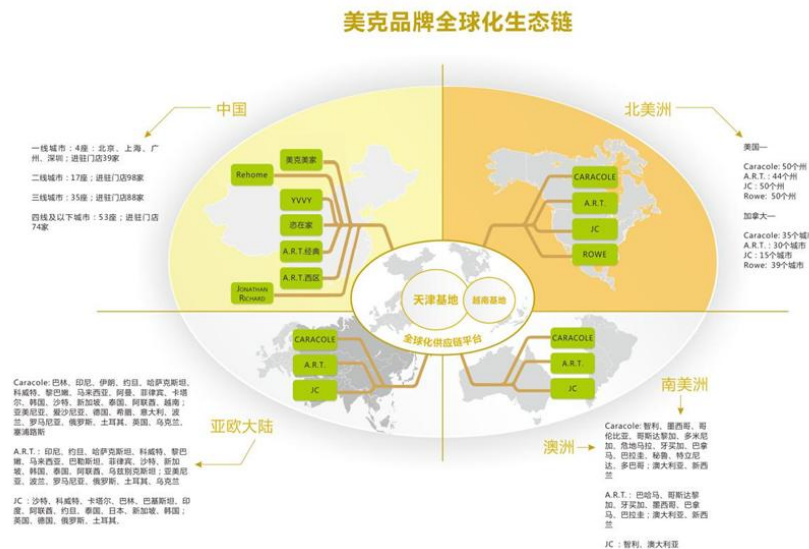 美克品牌全球化生态链
中国
一线城市：4座：北京、上海、广
州、深圳；进驻门店39家
二线城市：17座；进驻门店98家
三线城市：35座；进驻门店88家
四线及以下城市：53座；进驻门店
74家
美克美家
Rehome
YVVY
恣在家
A.R.T.经典
A.R.T.西区
JONATHAN
RICHARD
北美洲
美国—
Caracole: 50个州
A.R.T.: 44个州
JC : 50个州
Rowe: 50个州
加拿大—
Caracole: 35个城
A.R.T.: 30个城市
JC : 15个城市
Rowe: 39个城市
CARACOLE
A.R.T.
JC
ROWE
天津基地
越南基地
全球化供应链平台
CARACOLE
A.R.T.
JC
亚欧大陆
Caracole: 巴林、印尼、伊朗、约旦、哈萨克斯坦、
科威特、黎巴嫩、马来西亚、阿曼、菲律宾、卡塔
尔、韩国、沙特、新加坡、泰国、阿联酋、越南；
亚美尼亚、爱沙尼亚、德国、希腊、意大利、波
兰、罗马尼亚、俄罗斯、土耳其、英国、乌克兰、
塞浦路斯
A.R.T.：印尼、约旦、哈萨克斯坦、科威特、黎巴
嫩、马来西亚、巴勒斯坦、菲律宾、沙特、新加
坡、韩国、泰国、阿联酋、乌兹别克斯坦；亚美尼
亚、波兰、罗马尼亚、俄罗斯、土耳其、乌克兰
JC ：沙特、科威特、卡塔尔、巴林、巴基斯坦、印
度、阿联酋、约旦、泰国、日本、新加坡、韩国；
英国、德国、俄罗斯、土耳其、
CARACOLE
A.R.T.
JC
南美洲
澳洲
Caracole: 智利、墨西哥、哥
伦比亚、哥斯达黎加、多米尼
加、危地马拉、牙买加、巴拿
马、巴拉圭、秘鲁、特立尼
达、多巴哥；澳大利亚、新西
兰
A.R.T.：巴哈马、哥斯达黎
加、牙买加、墨西哥、巴拿
马、巴拉圭；澳大利亚、新西
兰
JC ：智利、澳大利亚